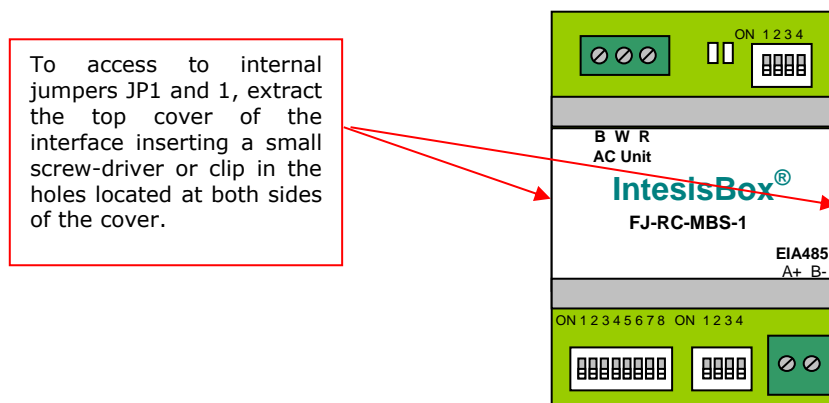 To access to internal
jumpers JP1 and 1, extract
the top cover of the
interface inserting a small
screw-driver or clip in the
holes located at both sides
of the cover.
ON 1 2 3 4
B W R
AC Unit
IntesisBox®
FJ-RC-MBS-1
EIA485
A+ B-
ON 1 2 3 4 5 6 7 8 ON 1 2 3 4